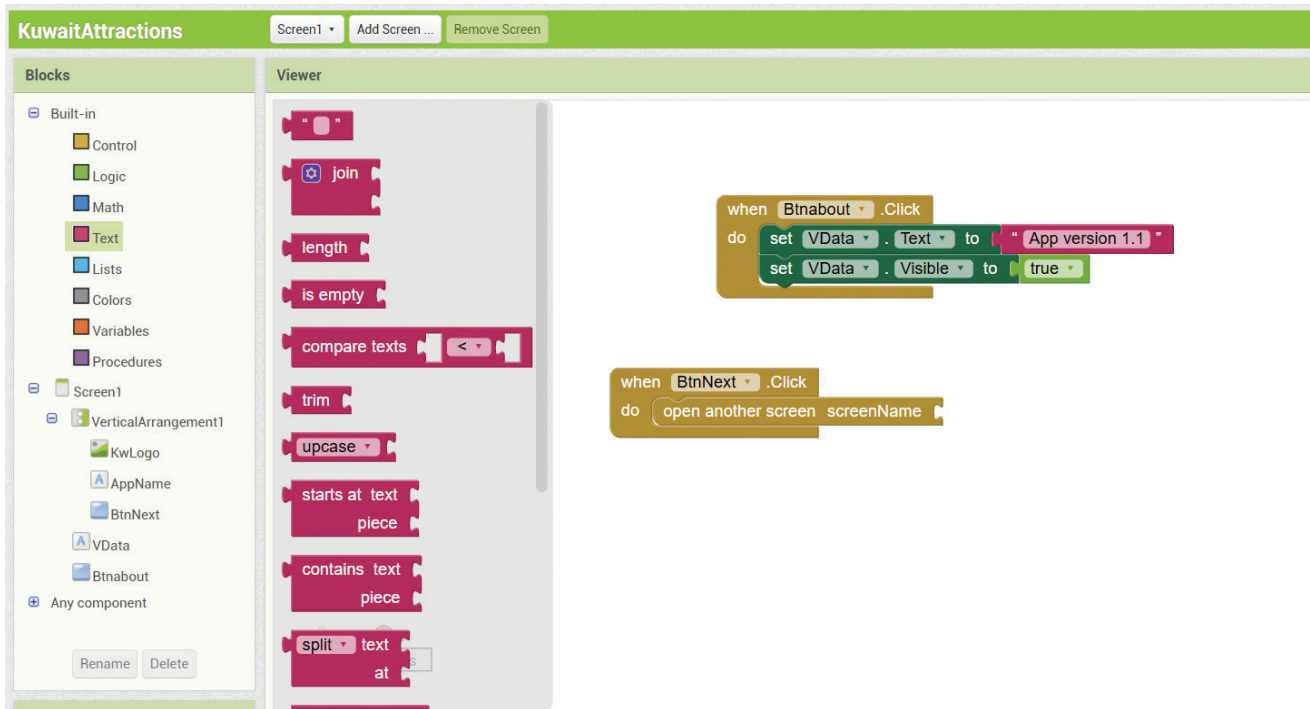 KuwaitAttractions
Screen1
Add Screen ...
Remove Screen
Blocks
Built-in
Control
Logic
Math
Text
Lists
Colors
Variables
Procedures
Screen1
VerticalArrangement1
KwLogo
AppName
BtnNext
VData
Btnabout
Any component
Rename
Delete
Viewer
“ ”
join
length
is empty
compare texts <
trim
upcase
starts at text
piece
contains text
piece
split text
at
when Btnabout .Click
do set VData . Text to “ App version 1.1 ”
set VData . Visible to true
when BtnNext .Click
do open another screen screenName